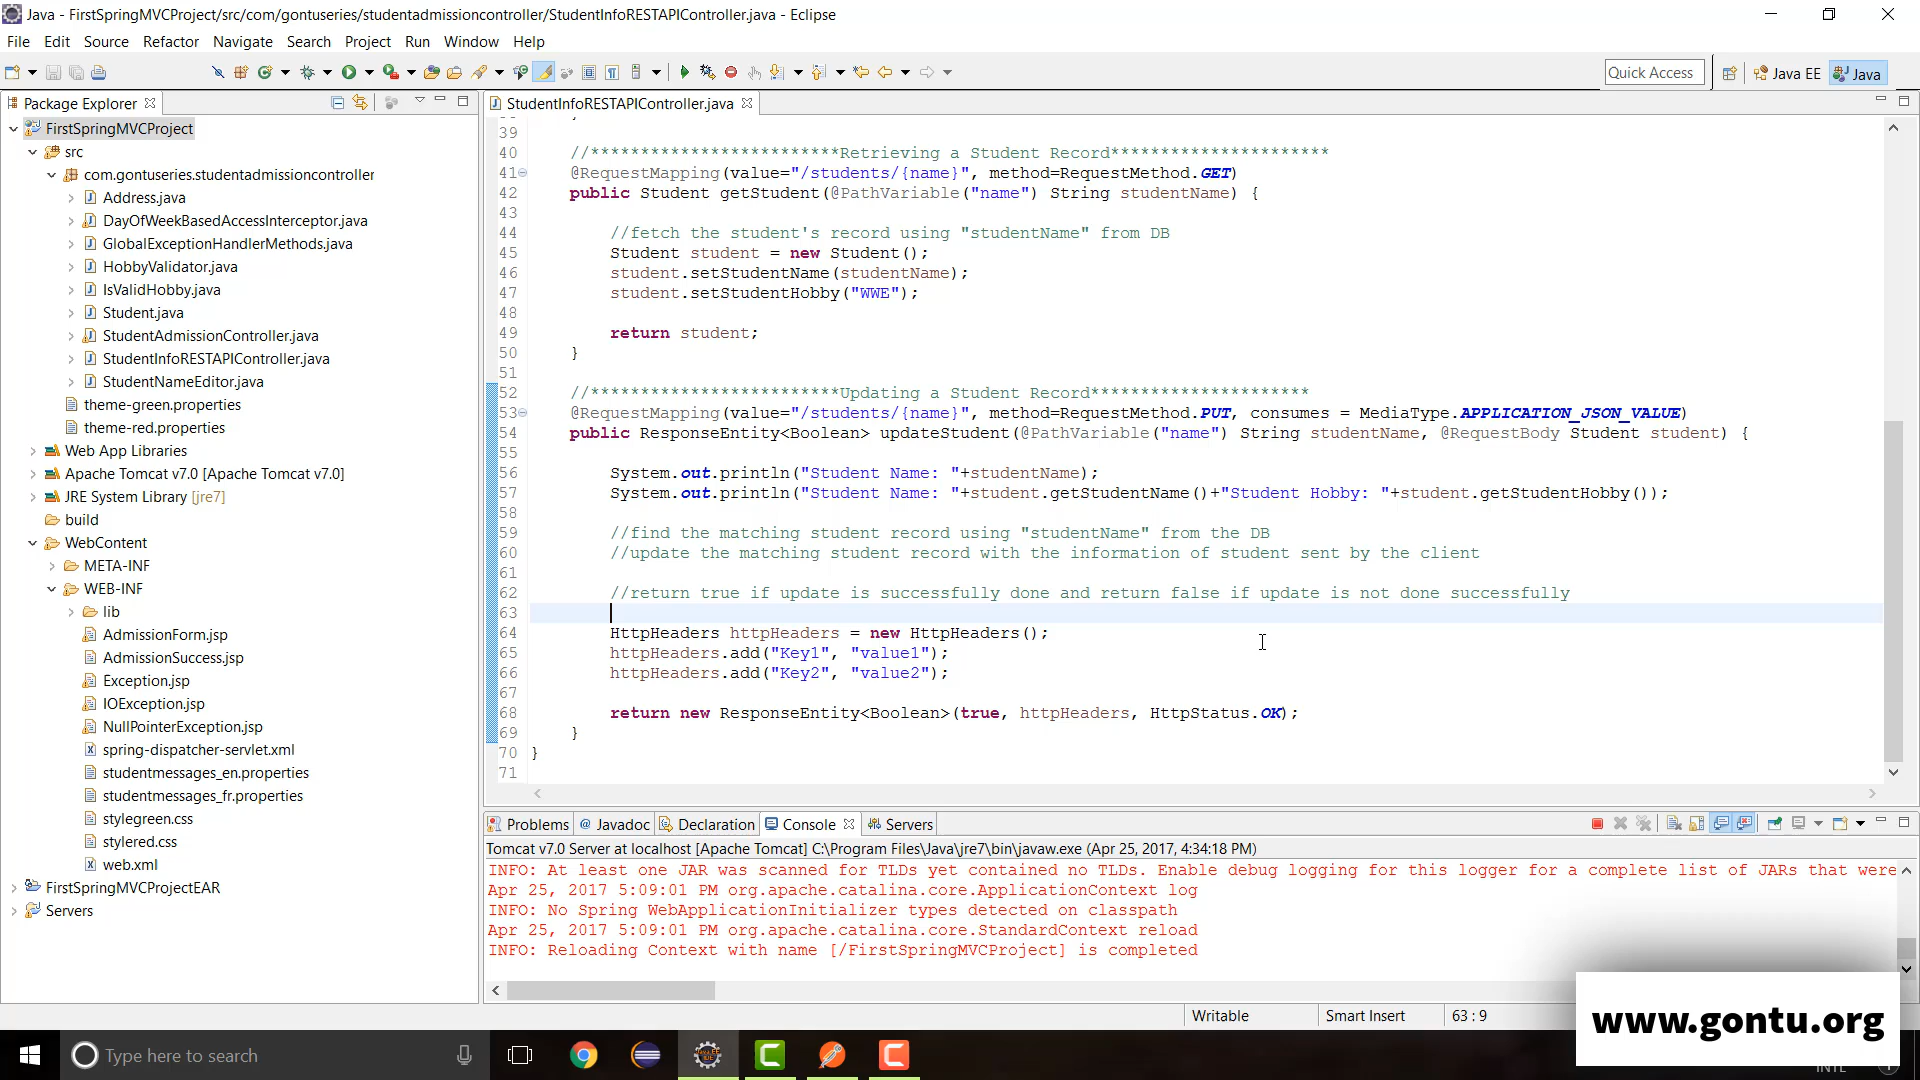 Java - FirstSpringMVCProject/src/com/gontuseries/studentadmissioncontroller/StudentInfoRESTAPIController.java - Eclipse
File Edit Source Refactor Navigate Search Project Run Window Help
Quick Access Java EE Java
Package Explorer
FirstSpringMVCProject
src
com.gontuseries.studentadmissioncontroller
Address.java
DayOfWeekBasedAccessInterceptor.java
GlobalExceptionHandlerMethods.java
HobbyValidator.java
IsValidHobby.java
Student.java
StudentAdmissionController.java
StudentInfoRESTAPIController.java
StudentNameEditor.java
theme-green.properties
theme-red.properties
Web App Libraries
Apache Tomcat v7.0 [Apache Tomcat v7.0]
JRE System Library [jre7]
build
WebContent
META-INF
WEB-INF
lib
AdmissionForm.jsp
AdmissionSuccess.jsp
Exception.jsp
IOException.jsp
NullPointerException.jsp
spring-dispatcher-servlet.xml
studentmessages_en.properties
studentmessages_fr.properties
stylegreen.css
stylered.css
web.xml
FirstSpringMVCProjectEAR
Servers
StudentInfoRESTAPIController.java
39
40 //*************************Retrieving a Student Record**********************
41 @RequestMapping(value="/students/{name}", method=RequestMethod.GET)
42 public Student getStudent(@PathVariable("name") String studentName) {
43
44 //fetch the student's record using "studentName" from DB
45 Student student = new Student();
46 student.setStudentName(studentName);
47 student.setStudentHobby("WWE");
48
49 return student;
50 }
51
52 //*************************Updating a Student Record**********************
53 @RequestMapping(value="/students/{name}", method=RequestMethod.PUT, consumes = MediaType.APPLICATION_JSON_VALUE)
54 public ResponseEntity<Boolean> updateStudent(@PathVariable("name") String studentName, @RequestBody Student student) {
55
56 System.out.println("Student Name: "+studentName);
57 System.out.println("Student Name: "+student.getStudentName()+"Student Hobby: "+student.getStudentHobby());
58
59 //find the matching student record using "studentName" from the DB
60 //update the matching student record with the information of student sent by the client
61
62 //return true if update is successfully done and return false if update is not done successfully
63
64 HttpHeaders httpHeaders = new HttpHeaders();
65 httpHeaders.add("Key1", "value1");
66 httpHeaders.add("Key2", "value2");
67
68 return new ResponseEntity<Boolean>(true, httpHeaders, HttpStatus.OK);
69 }
70 }
71
Problems @ Javadoc Declaration Console Servers
Tomcat v7.0 Server at localhost [Apache Tomcat] C:\Program Files\Java\jre7\bin\javaw.exe (Apr 25, 2017, 4:34:18 PM)
INFO: At least one JAR was scanned for TLDs yet contained no TLDs. Enable debug logging for this logger for a complete list of JARs that were
Apr 25, 2017 5:09:01 PM org.apache.catalina.core.ApplicationContext log
INFO: No Spring WebApplicationInitializer types detected on classpath
Apr 25, 2017 5:09:01 PM org.apache.catalina.core.StandardContext reload
INFO: Reloading Context with name [/FirstSpringMVCProject] is completed
Writable Smart Insert 63 : 9
www.gontu.org
Type here to search